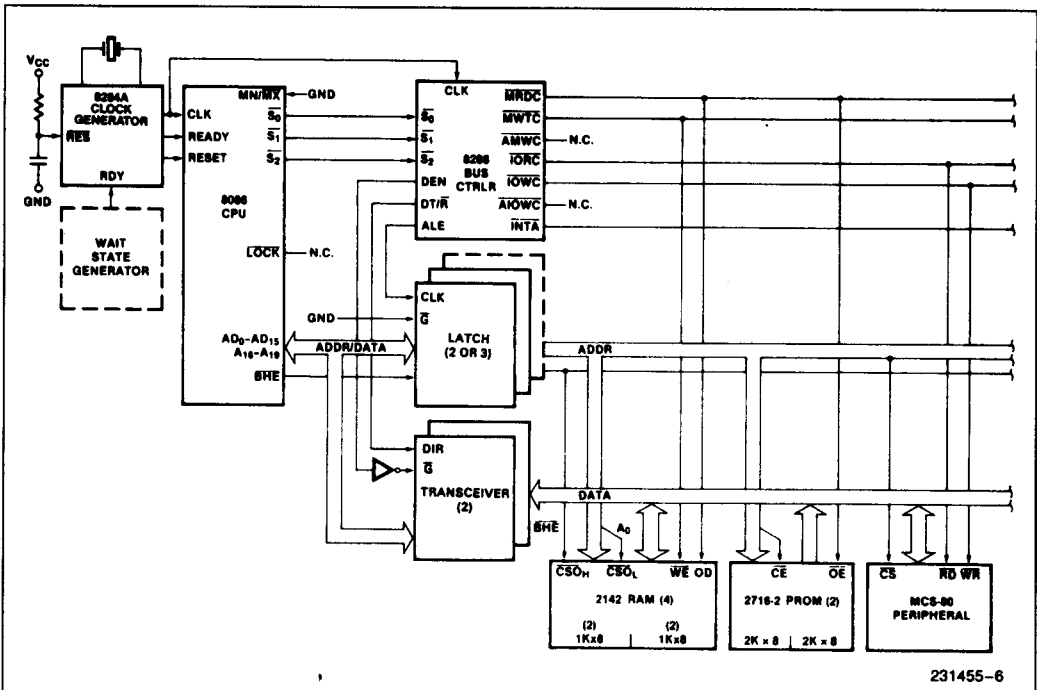 VCC
8284A
CLOCK
GENERATOR
RES
RDY
GND
WAIT
STATE
GENERATOR
MN/MX
GND
CLK
READY
RESET
S0
S1
S2
8086
CPU
LOCK
N.C.
AD0-AD15
A16-A19
ADDR/DATA
BHE
CLK
S0
S1
S2
DEN
DT/R
ALE
8288
BUS
CTRLR
MRDC
MWTC
AMWC
N.C.
IORC
IOWC
AIOWC
N.C.
INTA
CLK
GND
G
LATCH
(2 OR 3)
ADDR
DIR
G
TRANSCEIVER
(2)
DATA
BHE
A0
CSOH
CSOL
WE OD
2142 RAM (4)
(2)
1Kx8
(2)
1Kx8
CE
OE
2716-2 PROM (2)
2K × 8
2K × 8
CS
RD WR
MCS-80
PERIPHERAL
231455-6